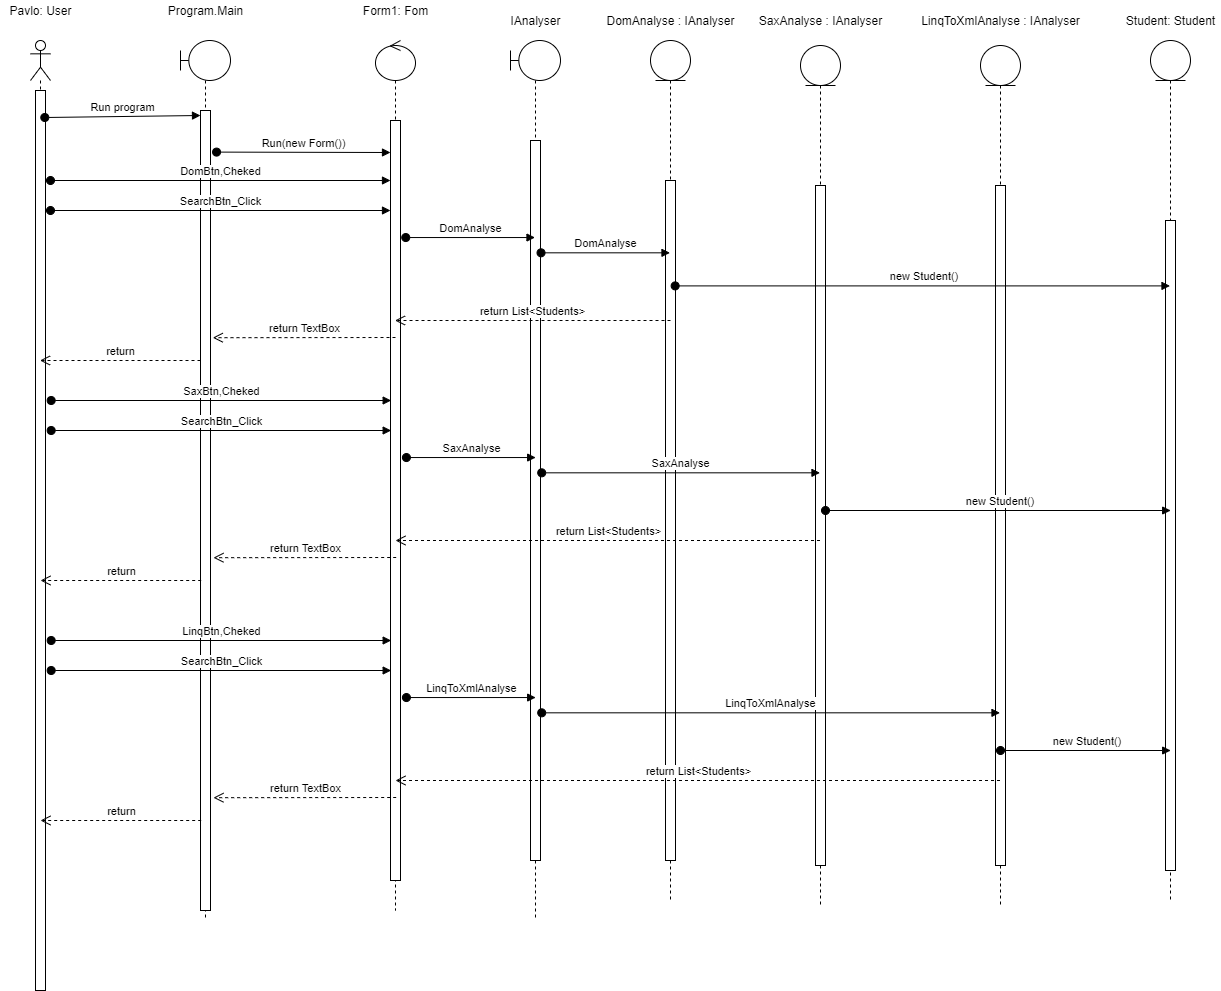 Pavlo: User
Program.Main
Form1: Fom
IAnalyser
DomAnalyse : IAnalyser
SaxAnalyse : IAnalyser
LinqToXmlAnalyse : IAnalyser
Student: Student
Run program
Run(new Form())
DomBtn,Cheked
SearchBtn_Click
DomAnalyse
DomAnalyse
new Student()
return List<Students>
return TextBox
return
SaxBtn,Cheked
SearchBtn_Click
SaxAnalyse
SaxAnalyse
new Student()
return List<Students>
return TextBox
return
LinqBtn,Cheked
SearchBtn_Click
LinqToXmlAnalyse
LinqToXmlAnalyse
new Student()
return List<Students>
return TextBox
return